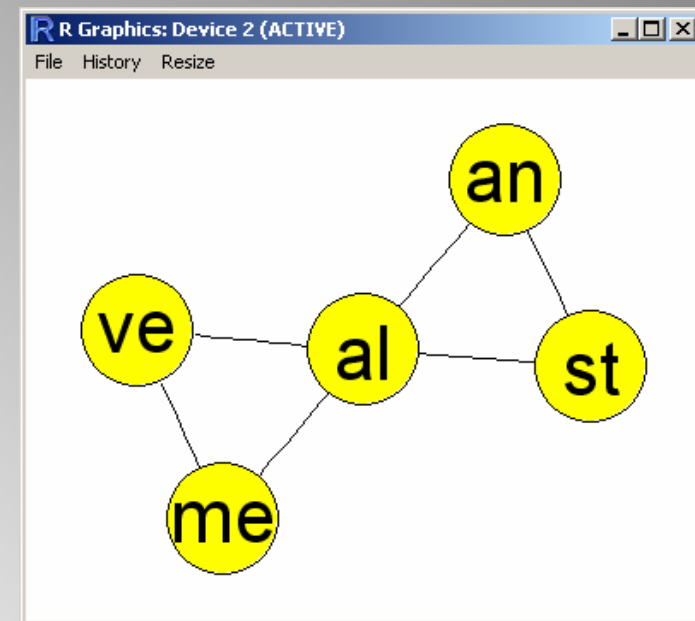 R Graphics: Device 2 (ACTIVE)
File History Resize
an
ve
al
st
me